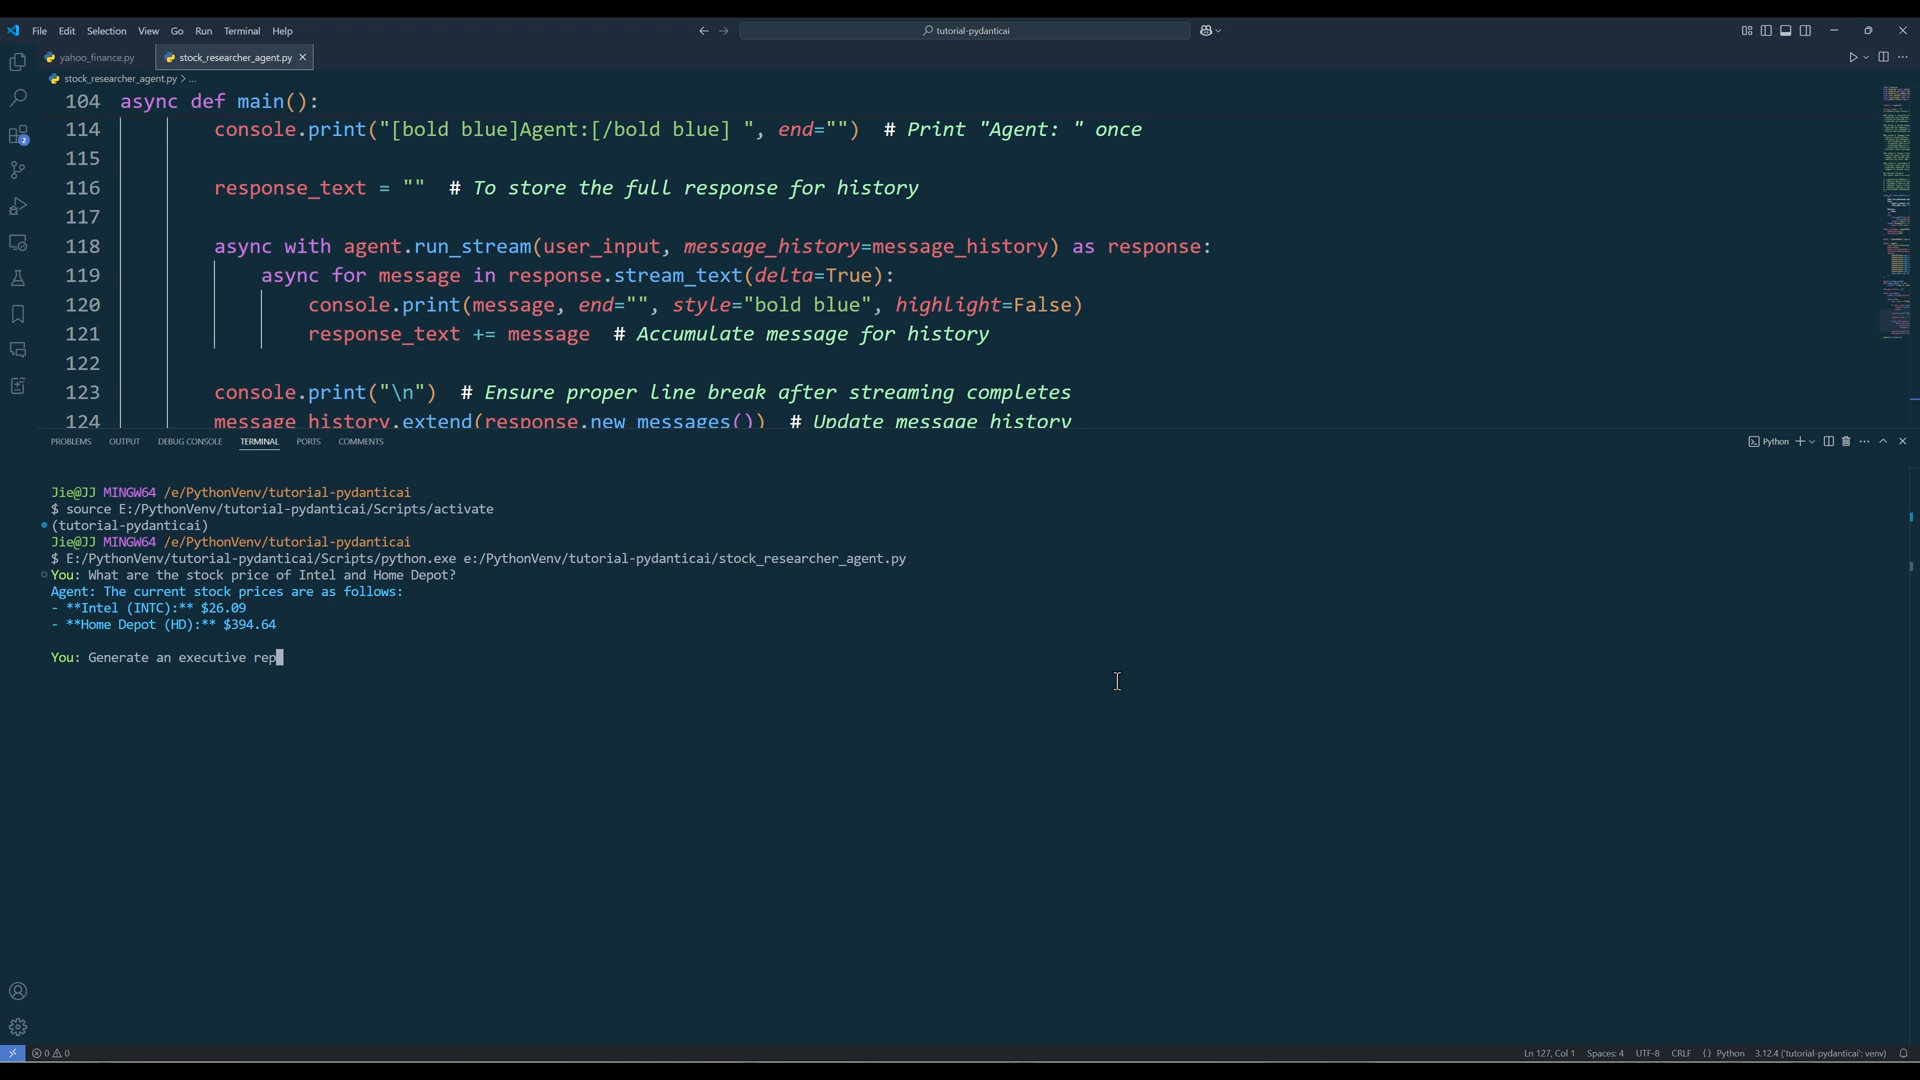 File Edit Selection View Go Run Terminal Help
tutorial-pydanticai
yahoo_finance.py stock_researcher_agent.py
stock_researcher_agent.py > ...
104 async def main():
114 console.print("[bold blue]Agent:[/bold blue] ", end="") # Print "Agent: " once
115
116 response_text = "" # To store the full response for history
117
118 async with agent.run_stream(user_input, message_history=message_history) as response:
119 async for message in response.stream_text(delta=True):
120 console.print(message, end="", style="bold blue", highlight=False)
121 response_text += message # Accumulate message for history
122
123 console.print("\n") # Ensure proper line break after streaming completes
124 message_history.extend(response.new_messages()) # Update message history
2
PROBLEMS OUTPUT DEBUG CONSOLE TERMINAL PORTS COMMENTS
Python
Jie@JJ MINGW64 /e/PythonVenv/tutorial-pydanticai
$ source E:/PythonVenv/tutorial-pydanticai/Scripts/activate
(tutorial-pydanticai)
Jie@JJ MINGW64 /e/PythonVenv/tutorial-pydanticai
$ E:/PythonVenv/tutorial-pydanticai/Scripts/python.exe e:/PythonVenv/tutorial-pydanticai/stock_researcher_agent.py
You: What are the stock price of Intel and Home Depot?
Agent: The current stock prices are as follows:
- **Intel (INTC):** $26.09
- **Home Depot (HD):** $394.64
You: Generate an executive rep
0 0 Ln 127, Col 1 Spaces: 4 UTF-8 CRLF {} Python 3.12.4 ('tutorial-pydanticai': venv)